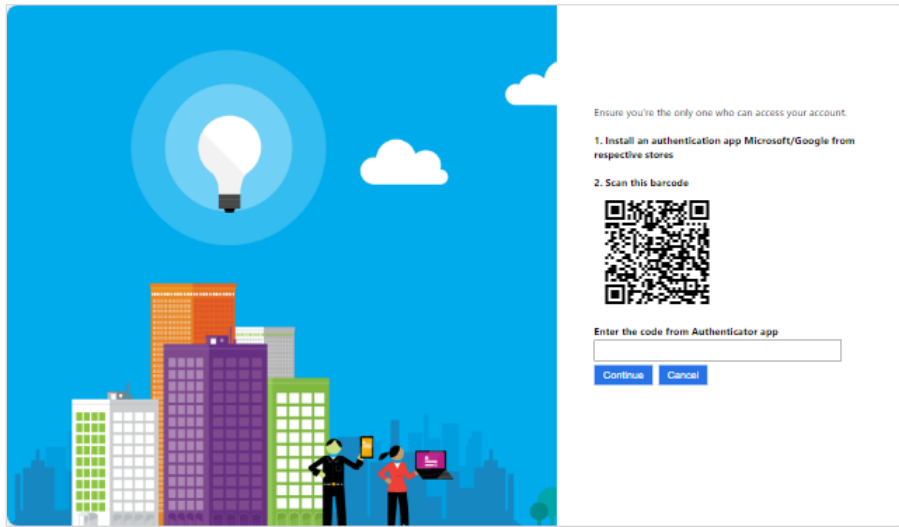 Ensure you're the only one who can access your account.
1. Install an authentication app Microsoft/Google from
respective stores
2. Scan this barcode
Enter the code from Authenticator app
Continue
Cancel